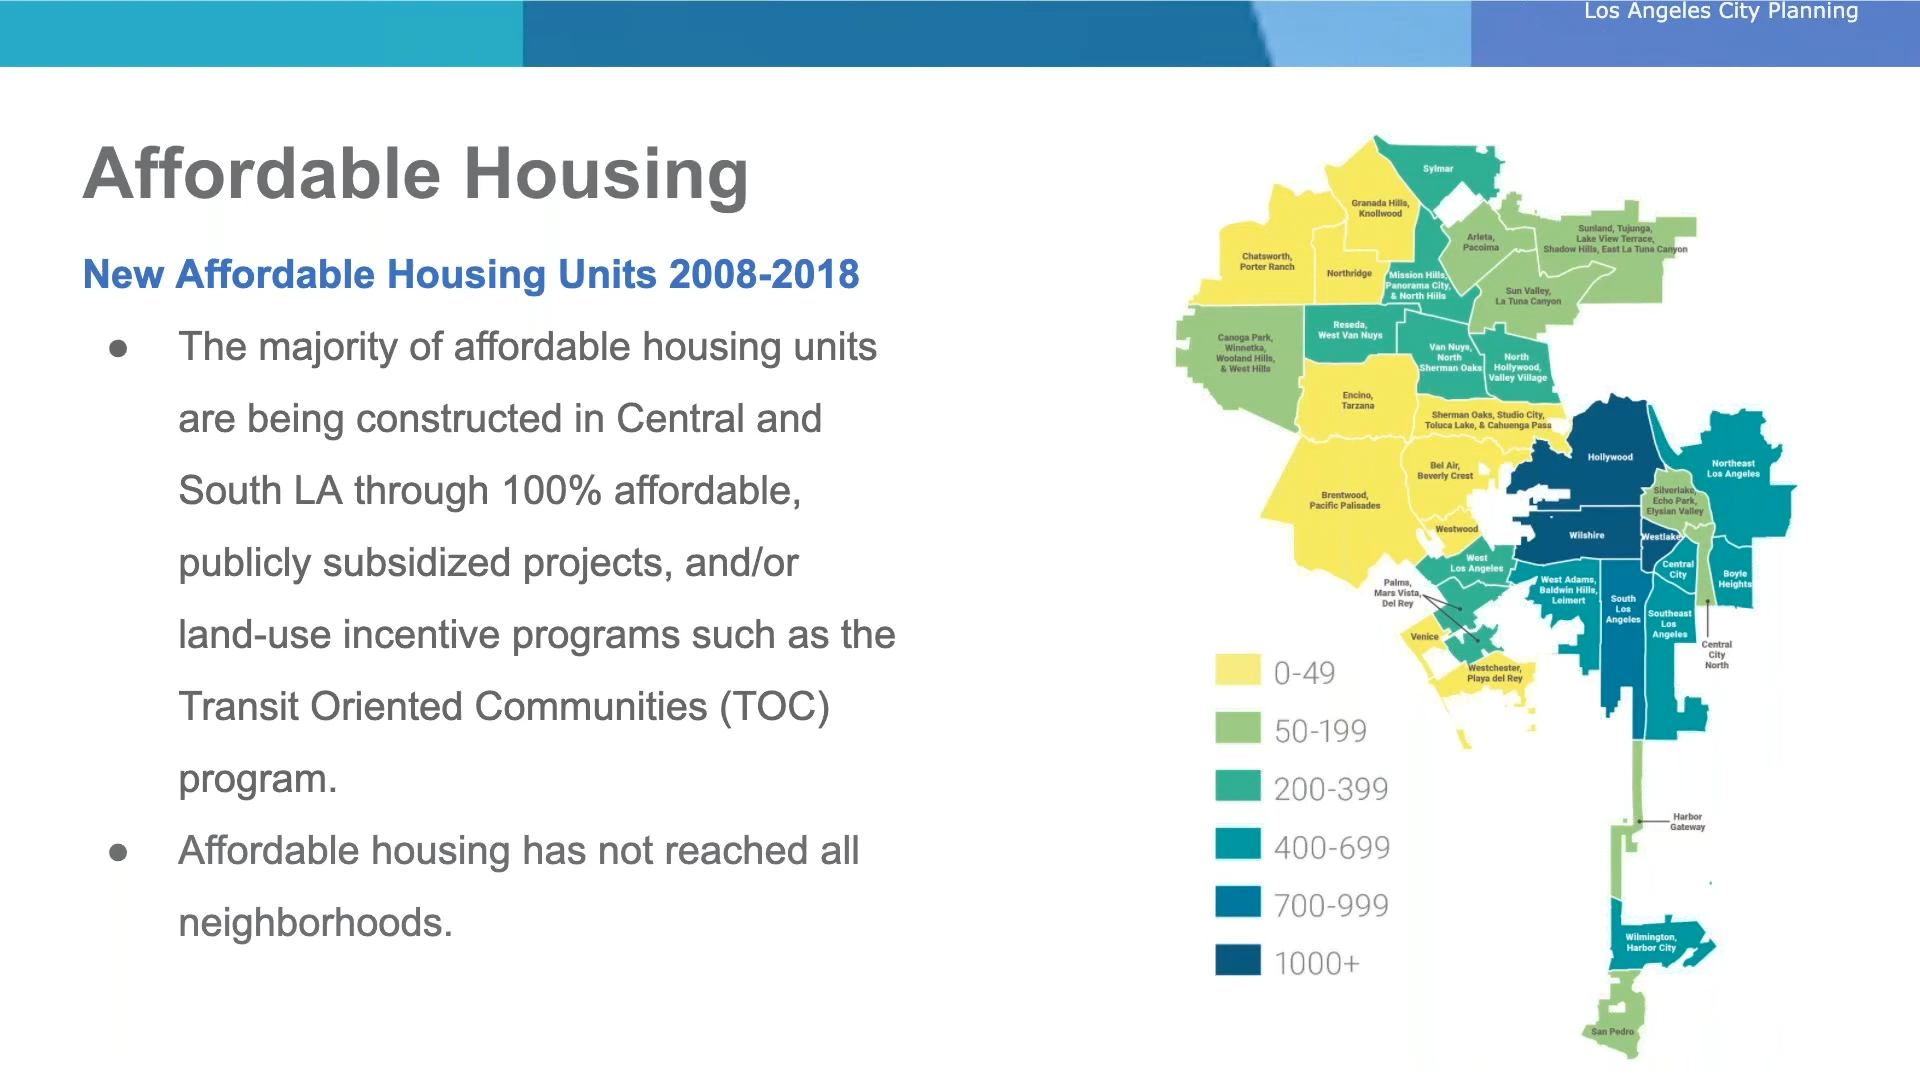 Los Angeles City Planning
Affordable Housing
New Affordable Housing Units 2008-2018
● The majority of affordable housing units
are being constructed in Central and
South LA through 100% affordable,
publicly subsidized projects, and/or
land-use incentive programs such as the
Transit Oriented Communities (TOC)
program.
● Affordable housing has not reached all
neighborhoods.
Sylmar
Granada Hills,
Knollwood
Arleta,
Pacoima
Sunland, Tujunga,
Lake View Terrace,
Shadow Hills, East La Tuna Canyon
Chatsworth,
Porter Ranch
Northridge
Mission Hills,
Panorama City,
& North Hills
Sun Valley,
La Tuna Canyon
Canoga Park,
Winnetka,
Wooland Hills,
& West Hills
Reseda,
West Van Nuys
Van Nuys,
North
Sherman Oaks
North
Hollywood,
Valley Village
Encino,
Tarzana
Sherman Oaks, Studio City,
Toluca Lake, & Cahuenga Pass
Hollywood
Northeast
Los Angeles
Bel Air,
Beverly Crest
Brentwood,
Pacific Palisades
Silverlake,
Echo Park,
Elysian Valley
Westwood
Wilshire
Westlake
West
Los Angeles
Central
City
Boyle
Heights
Palms,
Mars Vista,
Del Rey
West Adams,
Baldwin Hills,
Leimert
South
Los
Angeles
Southeast
Los
Angeles
Venice
Central
City
North
Westchester,
Playa del Rey
Harbor
Gateway
Wilmington,
Harbor City
San Pedro
0-49
50-199
200-399
400-699
700-999
1000+